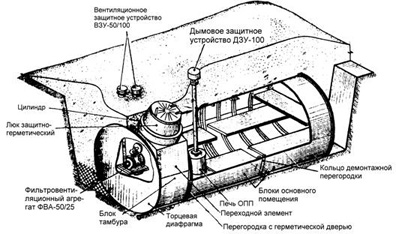 Вентиляционное
защитное устройство
ВЗУ-50/100
Дымовое защитное
устройство ДЗУ-100
Цилиндр
Люк защитно-
герметический
Фильтровенти-
ляционный агре-
гат ФВА-50/25
Блок
тамбура
Торцевая
диафрагма
Печь ОПП
Переходной элемент
Перегородка с герметической дверью
Блоки основного
помещения
Кольцо демонтажной
перегородки